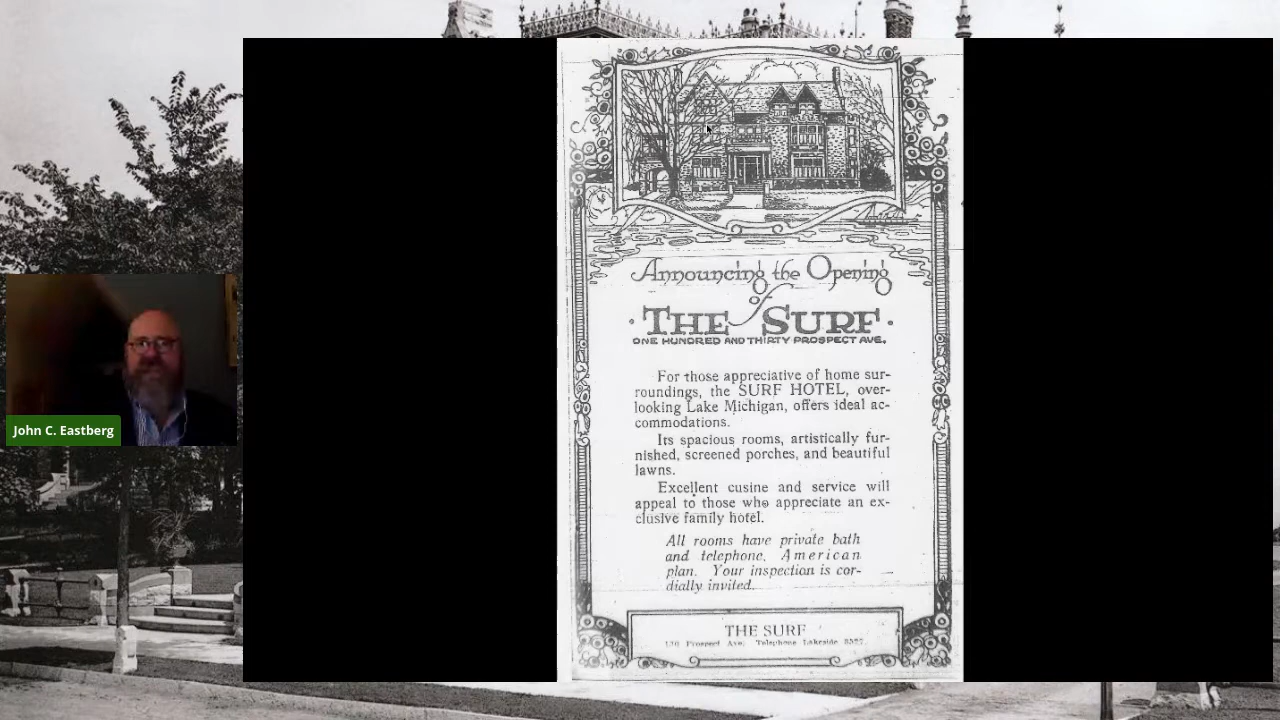 Announcing the Opening
of
• THE SURF •
ONE HUNDRED AND THIRTY PROSPECT AVE.
For those appreciative of home sur-
roundings, the SURF HOTEL, over-
looking Lake Michigan, offers ideal ac-
commodations.
Its spacious rooms, artistically fur-
nished, screened porches, and beautiful
lawns.
Excellent cusine and service will
appeal to those who appreciative an ex-
clusive family hotel.
All rooms have private bath
and telephone. American
plan. Your inspection is cor-
dially invited.
THE SURF
130 Prospect Ave. Telephone Lakeside
John C. Eastberg